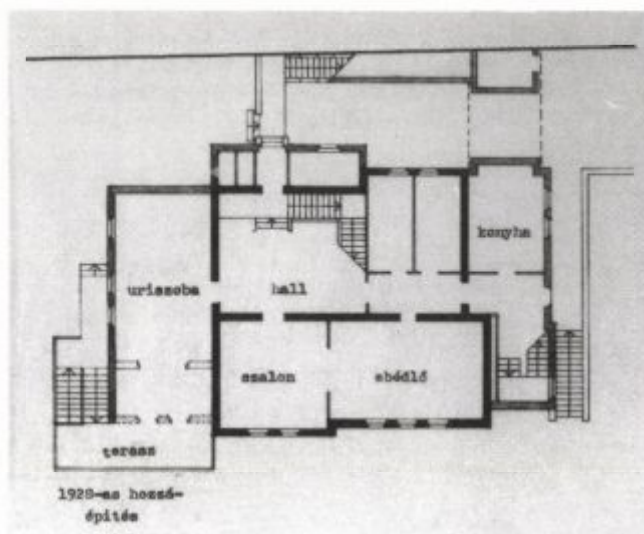 konyha
uriszoba
hall
szalon
ebédlő
terasz
1928-as hozzá-
építés